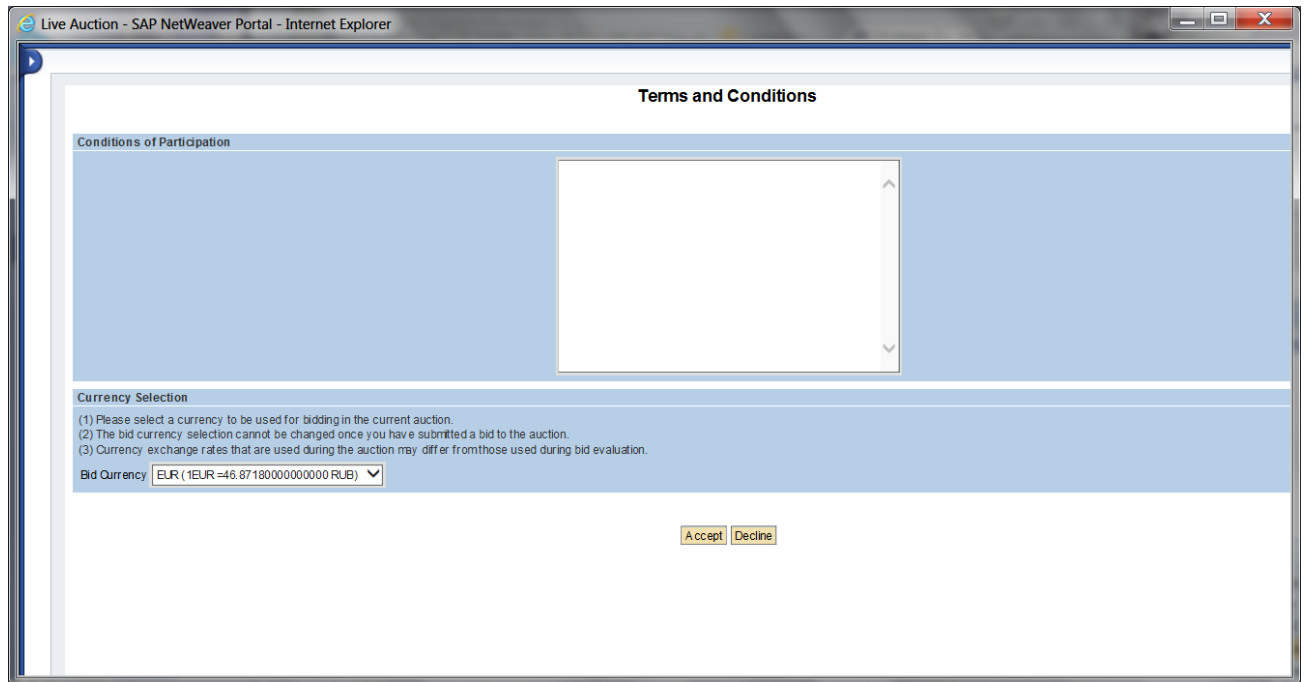 Live Auction - SAP NetWeaver Portal - Internet Explorer
Terms and Conditions
Conditions of Participation
Currency Selection
(1) Please select a currency to be used for bidding in the current auction.
(2) The bid currency selection cannot be changed once you have submitted a bid to the auction.
(3) Currency exchange rates that are used during the auction may differ fromthose used during bid evaluation.
Bid Currency EUR ( 1EUR =46.87180000000000 RUB)
Accept Decline